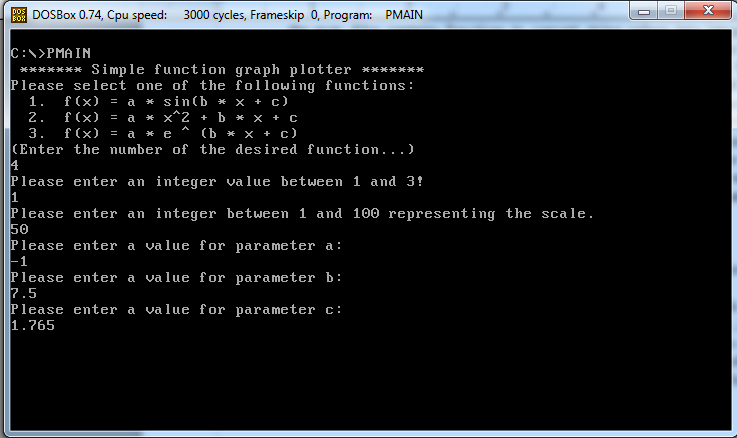 DOS
BOX
DOSBox 0.74, Cpu speed: 3000 cycles, Frameskip 0, Program: PMAIN
C:\>PMAIN
******* Simple function graph plotter *******
Please select one of the following functions:
1. f(x) = a * sin(b * x + c)
2. f(x) = a * x^2 + b * x + c
3. f(x) = a * e ^ (b * x + c)
(Enter the number of the desired function...)
4
Please enter an integer value between 1 and 3!
1
Please enter an integer between 1 and 100 representing the scale.
50
Please enter a value for parameter a:
-1
Please enter a value for parameter b:
7.5
Please enter a value for parameter c:
1.765